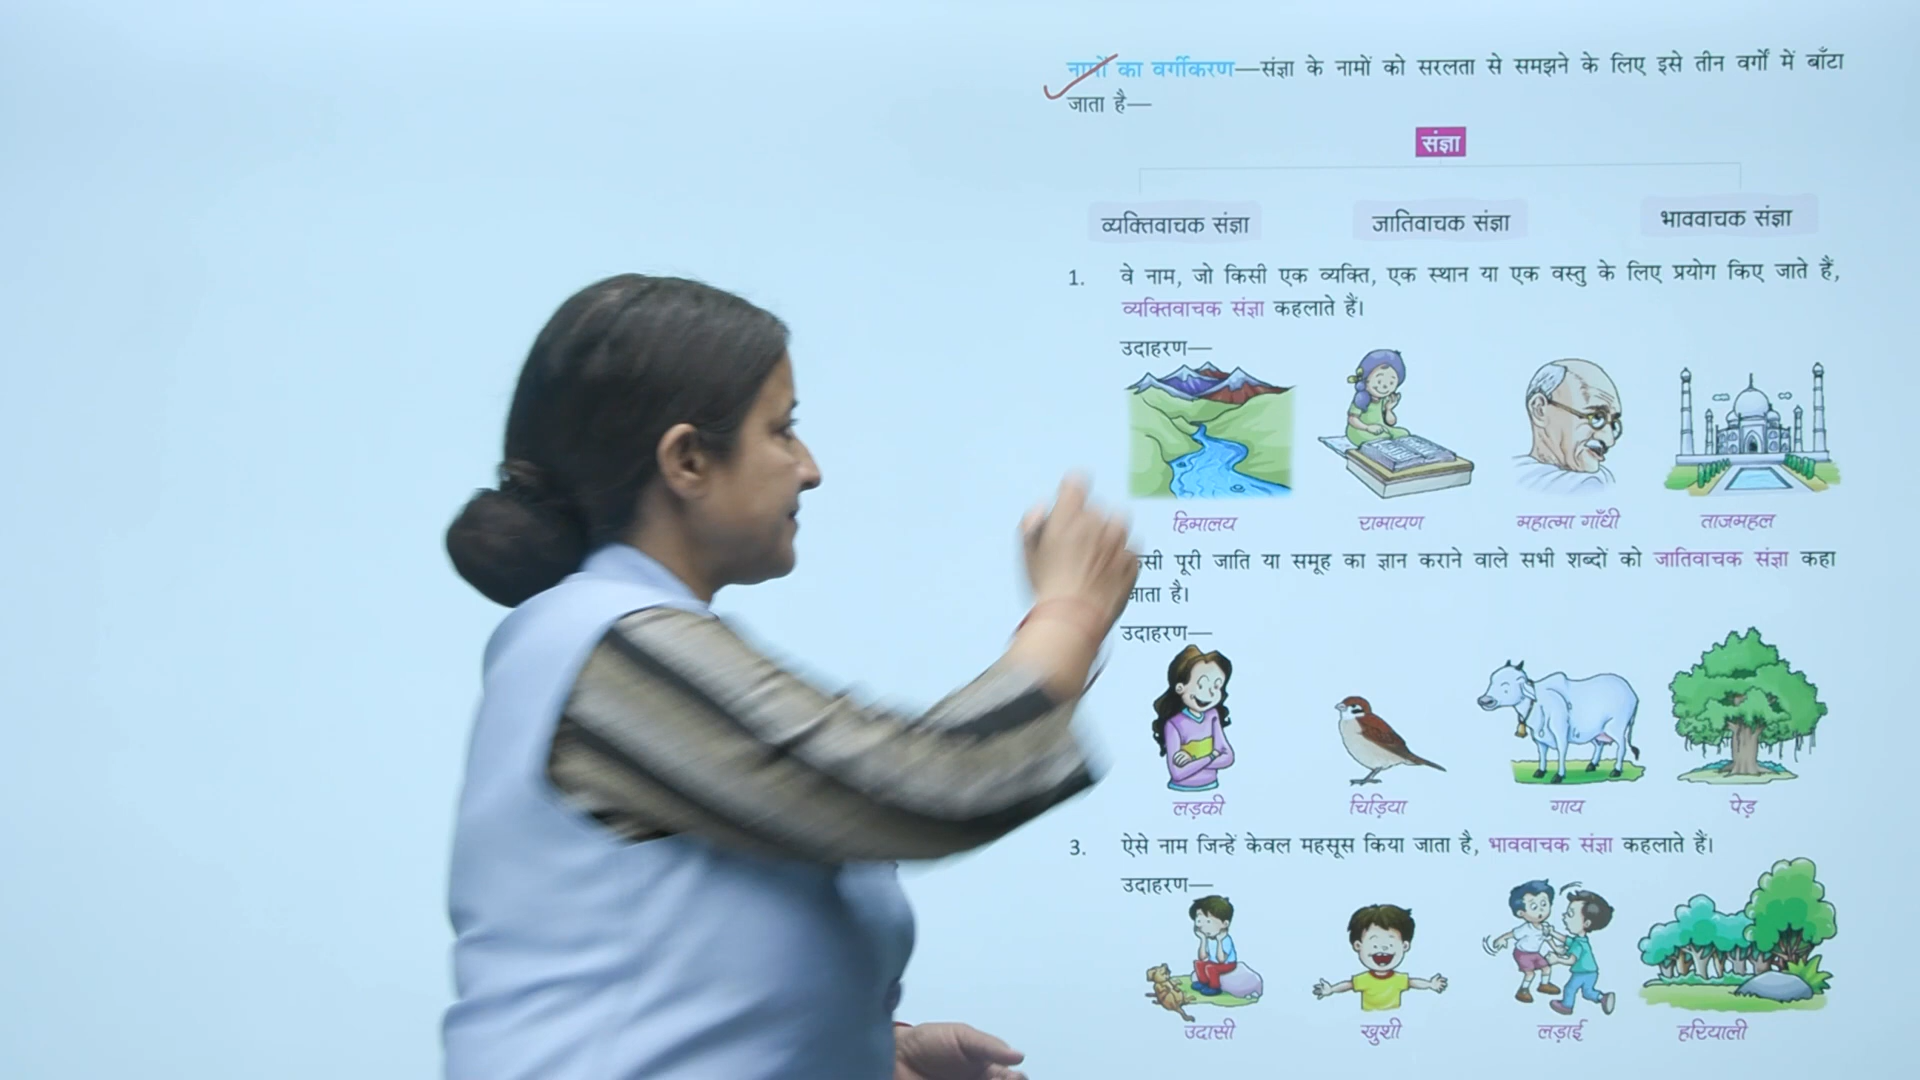 नामों का वर्गीकरण—संज्ञा के नामों को सरलता से समझने के लिए इसे तीन वर्गों में बाँटा
जाता है—
संज्ञा
व्यक्तिवाचक संज्ञा जातिवाचक संज्ञा भाववाचक संज्ञा
1. वे नाम, जो किसी एक व्यक्ति, एक स्थान या एक वस्तु के लिए प्रयोग किए जाते हैं,
व्यक्तिवाचक संज्ञा कहलाते हैं।
उदाहरण—
हिमालय रामायण महात्मा गाँधी ताजमहल
पूरी जाति या समूह का ज्ञान कराने वाले सभी शब्दों को जातिवाचक संज्ञा कहा
जाता है।
उदाहरण—
लड़की चिड़िया गाय पेड़
3. ऐसे नाम जिन्हें केवल महसूस किया जाता है, भाववाचक संज्ञा कहलाते हैं।
उदाहरण—
उदासी खुशी लड़ाई हरियाली